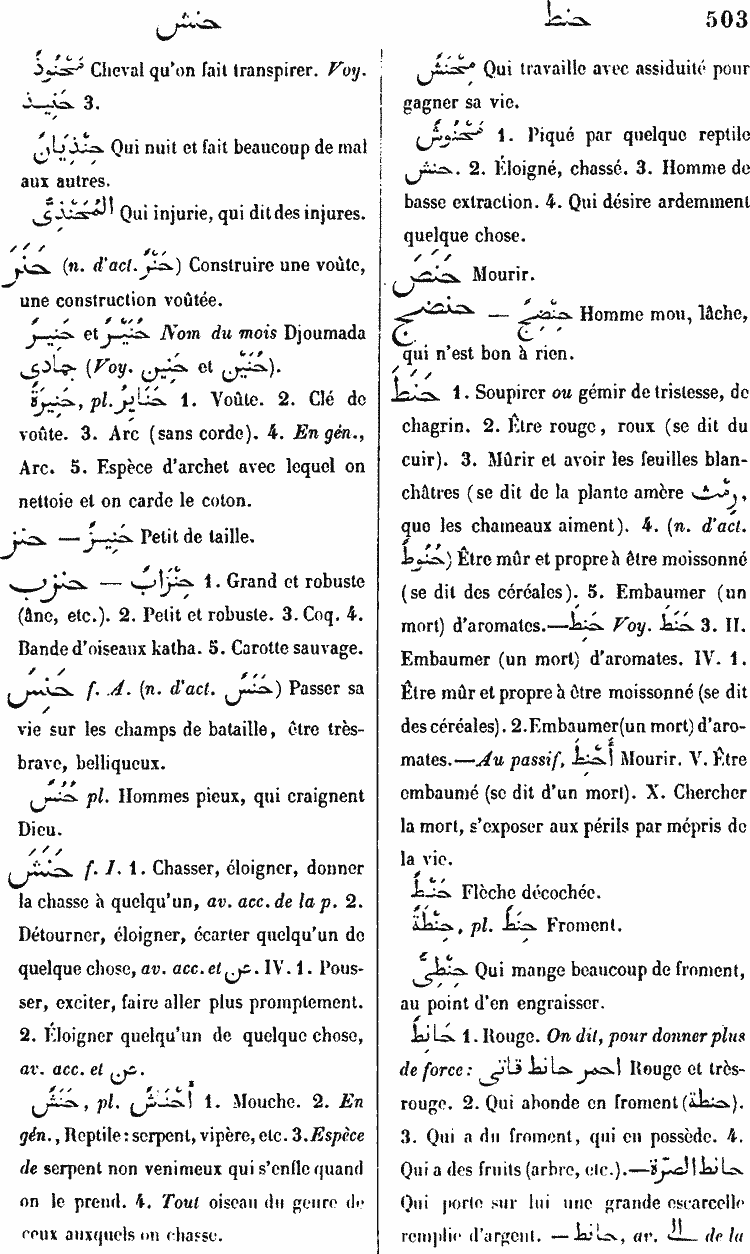 حنش
حنط 503
مَحْنُوذٌ Cheval qu'on fait transpirer. Voy.
حَنِيذ 3.
حِنْذِيَانٌ Qui nuit et fait beaucoup de mal
aux autres.
المُحَنْذِى Qui injurie, qui dit des injures.
حَنَرَ (n. d'act. حَنْرٌ) Construire une voûte,
une construction voûtée.
et Nom du mois Djoumada
جمادى (Voy. حَنِين et حِنِّين).
حَنِيرَةٌ, pl. حَنَائِرُ 1. Voûte. 2. Clé de
voûte. 3. Arc (sans corde). 4. En gén.,
Arc. 5. Espèce d'archet avec lequel on
nettoie et on carde le coton.
حنز — حَنِيزٌ Petit de taille.
حنزب — حِنْزَابٌ 1. Grand et robuste
(âne, etc.). 2. Petit et robuste. 3. Coq. 4.
Bande d'oiseaux katha. 5. Carotte sauvage.
حَنِسَ f. A. (n. d'act. حَنَسٌ) Passer sa
vie sur les champs de bataille, être très-
brave, belliqueux.
حُنُسٌ pl. Hommes pieux, qui craignent
Dieu.
حَنَشَ f. I. 1. Chasser, éloigner, donner
la chasse à quelqu'un, av. acc. de la p. 2.
Détourner, éloigner, écarter quelqu'un de
quelque chose, av. acc. et عن. IV. 1. Pous-
ser, exciter, faire aller plus promptement.
2. Éloigner quelqu'un de quelque chose,
av. acc. et عن.
حَنَشٌ, pl. أَحْنَاشٌ 1. Mouche. 2. En
gén., Reptile: serpent, vipère, etc. 3. Espèce
de serpent non venimeux qui s'enfle quand
on le prend. 4. Tout oiseau du genre de
ceux auxquels on chasse.
مِحْنَشٌ Qui travaille avec assiduité pour
gagner sa vie.
مَحْنُوشٌ 1. Piqué par quelque reptile
حنش. 2. Éloigné, chassé. 3. Homme de
basse extraction. 4. Qui désire ardemment
quelque chose.
حَنَصَ Mourir.
حنضج — حِنْضِجٌ Homme mou, lâche,
qui n'est bon à rien.
حَنَطَ 1. Soupirer ou gémir de tristesse, de
chagrin. 2. Être rouge, roux (se dit du
cuir). 3. Mûrir et avoir les feuilles blan-
châtres (se dit de la plante amère رِمْث,
que les chameaux aiment). 4. (n. d'act.
حُنُوطٌ) Être mûr et propre à être moissonné
(se dit des céréales). 5. Embaumer (un
mort) d'aromates.—حَنِطَ Voy. حَنَطَ 3. II.
Embaumer (un mort) d'aromates. IV. 1.
Être mûr et propre à être moissonné (se dit
des céréales). 2. Embaumer (un mort) d'aro-
mates.—Au passif, أُحْنِطَ Mourir. V. Être
embaumé (se dit d'un mort). X. Chercher
la mort, s'exposer aux périls par mépris de
la vie.
حَنْطٌ Flèche décochée.
حِنْطَةٌ, pl. حِنَطٌ Froment.
حِنْطِىٌّ Qui mange beaucoup de froment,
au point d'en engraisser.
حَانِطٌ 1. Rouge. On dit, pour donner plus
de force: احمر حانط قانى Rouge et très-
rouge. 2. Qui abonde en froment (حنطة).
3. Qui a du froment, qui en possède. 4.
Qui a des fruits (arbre, etc.).—حانط الصرّة
Qui porte sur lui une grande escarcelle
remplie d'argent. — حانط, av. الى de la